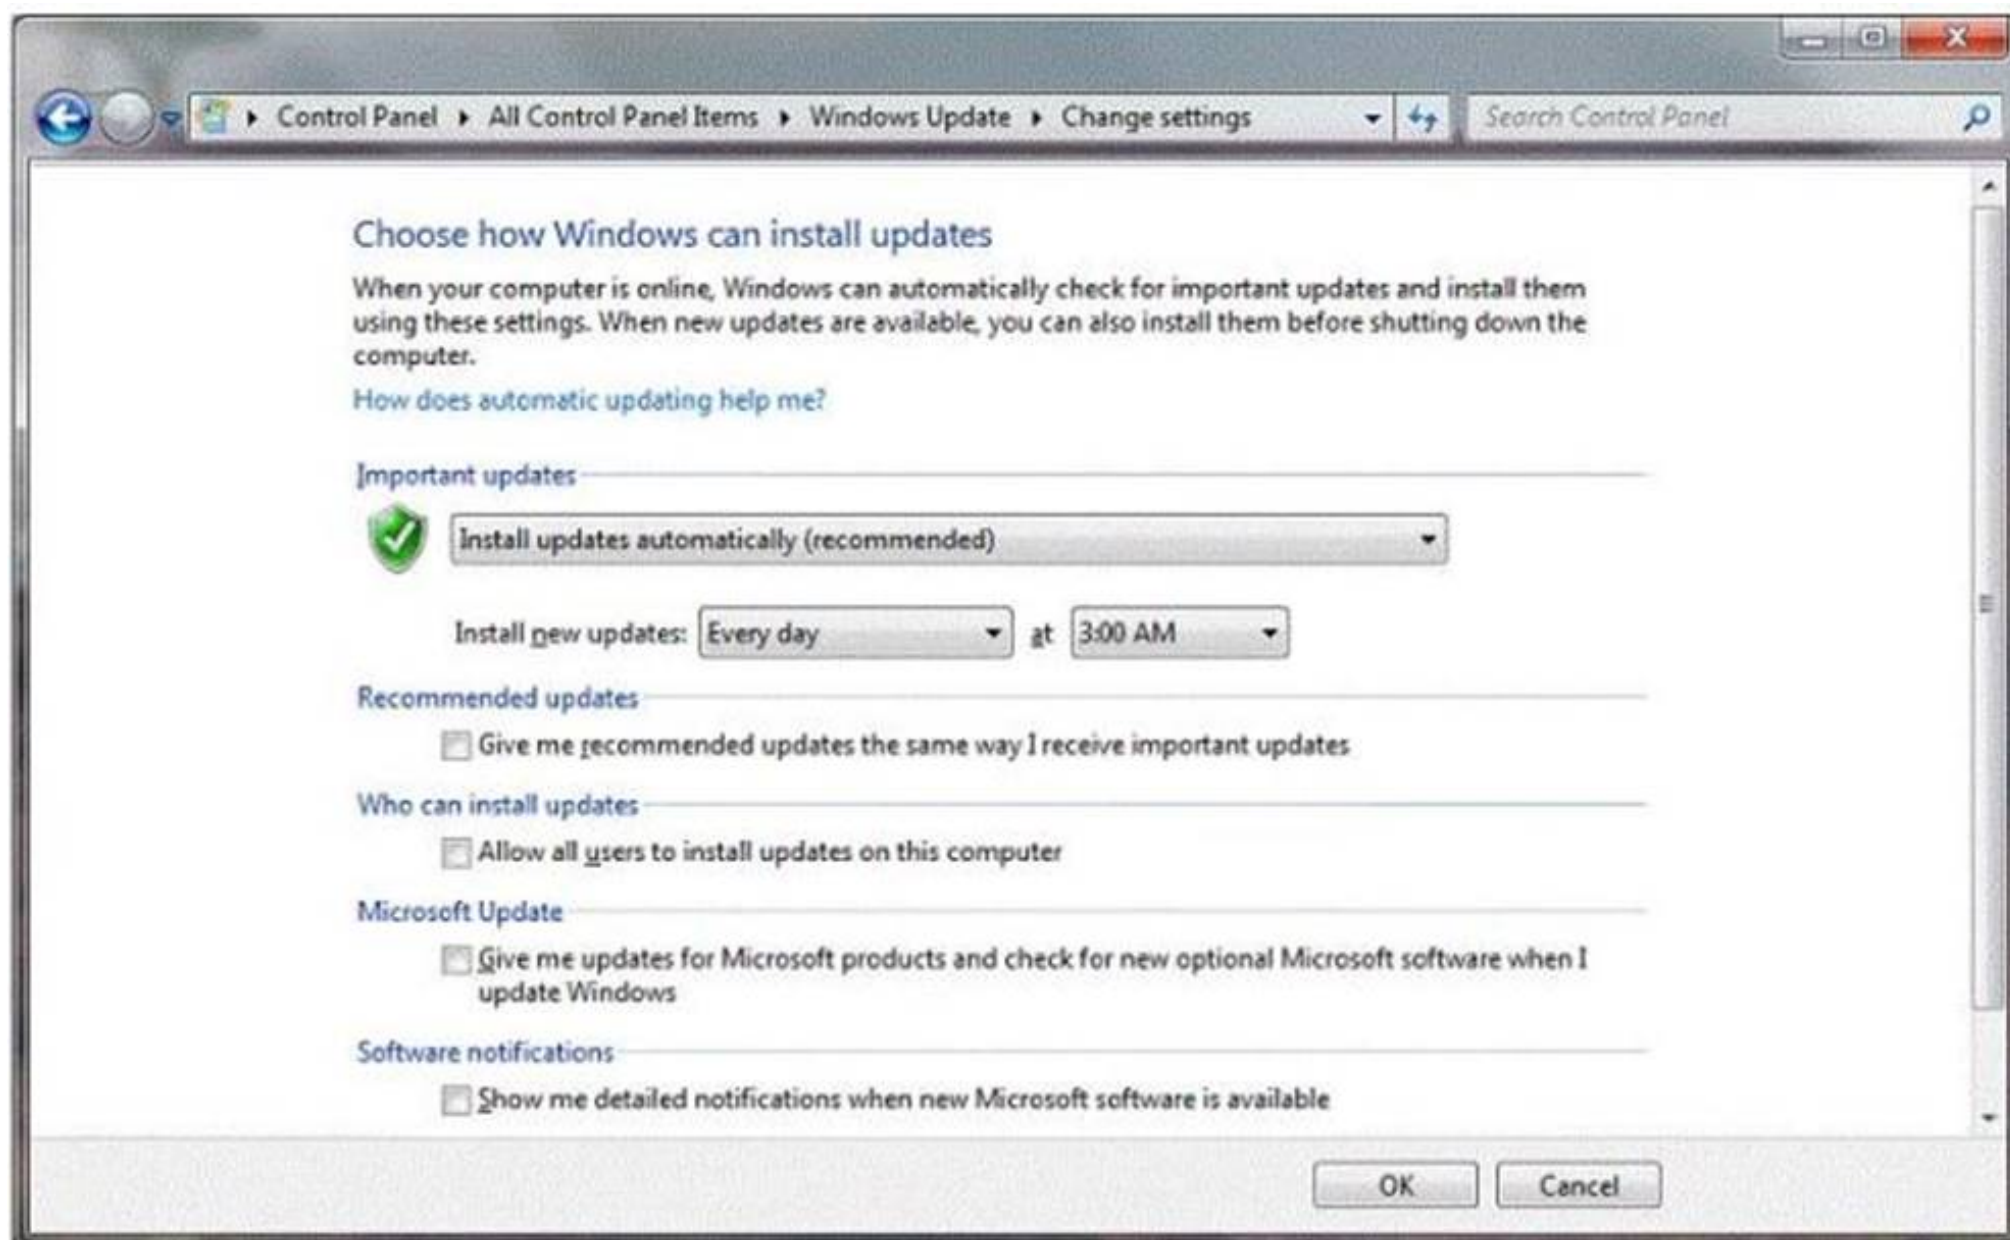 Control Panel All Control Panel Items Windows Update Change settings Search Control Panel
Choose how Windows can install updates
When your computer is online, Windows can automatically check for important updates and install them
using these settings. When new updates are available, you can also install them before shutting down the
computer.
How does automatic updating help me?
Important updates
Install updates automatically (recommended)
Install new updates: Every day at 3:00 AM
Recommended updates
Give me recommended updates the same way I receive important updates
Who can install updates
Allow all users to install updates on this computer
Microsoft Update
Give me updates for Microsoft products and check for new optional Microsoft software when I
update Windows
Software notifications
Show me detailed notifications when new Microsoft software is available
OK Cancel